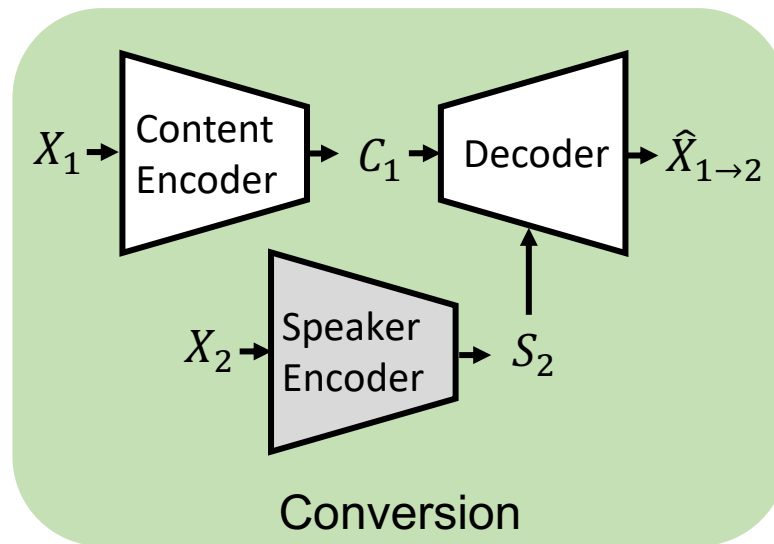 X₁
Content
Encoder
C₁
Decoder
X̂₁→₂
X₂
Speaker
Encoder
S₂
Conversion